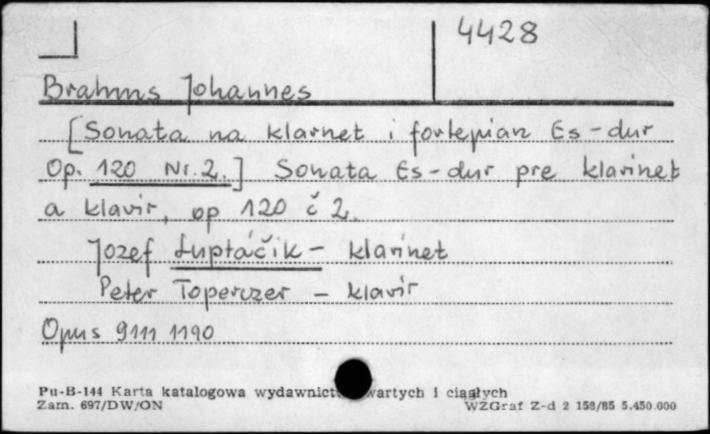 4428
Brahms Johannes
[Sonata na klarnet i fortepian Es-dur
Op. 120 Nr. 2.] Sonata Es-dur pre klarinet
a klavír, op 120 č 2.
Jozef Luptáčik - klarinet
Peter Toperczer - klavír
Opus 9111 1190
Pu-B-144 Karta katalogowa wydawnictw zwartych i ciągłych
Zam. 697/DW/ON WZGraf Z-d 2 158/85 5.450.000